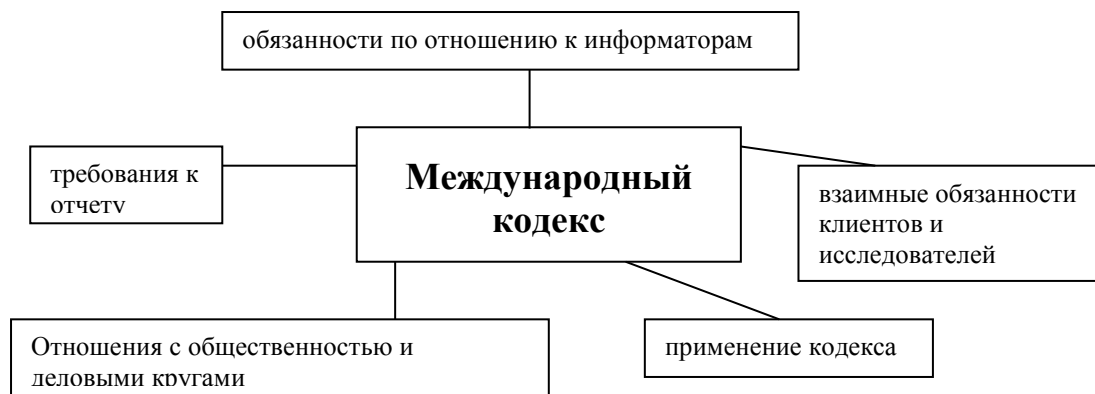 обязанности по отношению к информаторам
требования к
отчету
Международный
кодекс
взаимные обязанности
клиентов и
исследователей
Отношения с общественностью и
деловыми кругами
применение кодекса